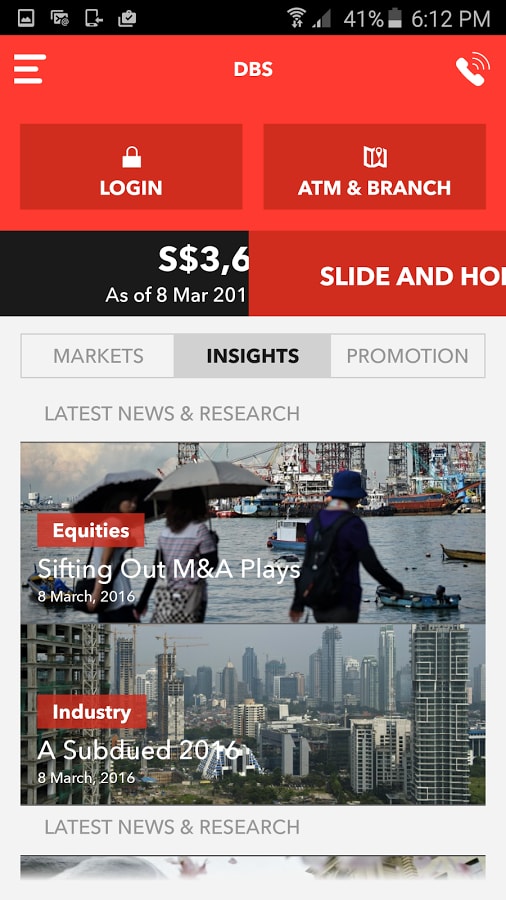 41% 6:12 PM
DBS
LOGIN
ATM & BRANCH
S$3,6
As of 8 Mar 201
SLIDE AND HO
MARKETS
INSIGHTS
PROMOTION
LATEST NEWS & RESEARCH
Equities
Sifting Out M&A Plays
8 March, 2016
Industry
A Subdued 2016
8 March, 2016
LATEST NEWS & RESEARCH